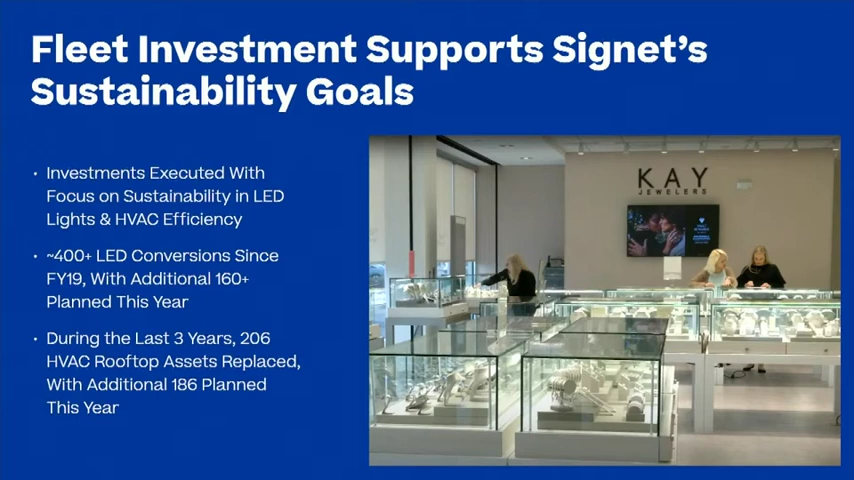 Fleet Investment Supports Signet's
Sustainability Goals
• Investments Executed With
Focus on Sustainability in LED
Lights & HVAC Efficiency
• ~400+ LED Conversions Since
FY19, With Additional 160+
Planned This Year
• During the Last 3 Years, 206
HVAC Rooftop Assets Replaced,
With Additional 186 Planned
This Year
KAY
JEWELERS